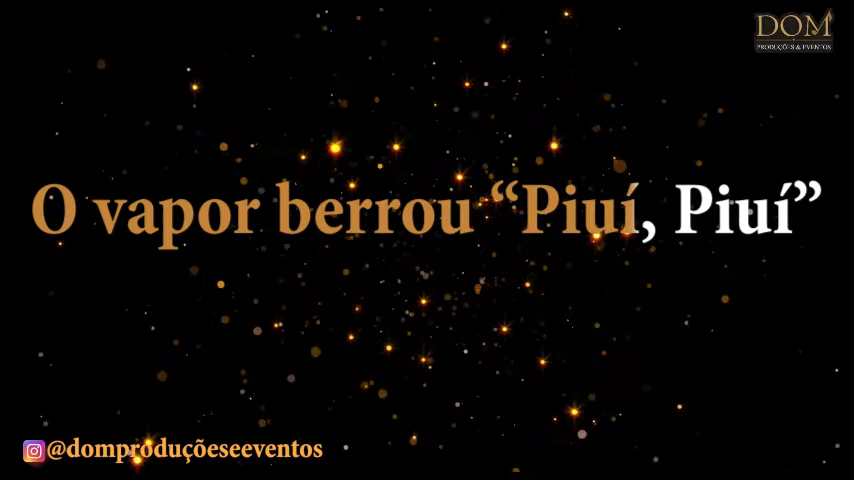 DOM
PRODUÇÕES & EVENTOS
O vapor berrou “Piuí, Piuí”
@domproduçõeseeventos